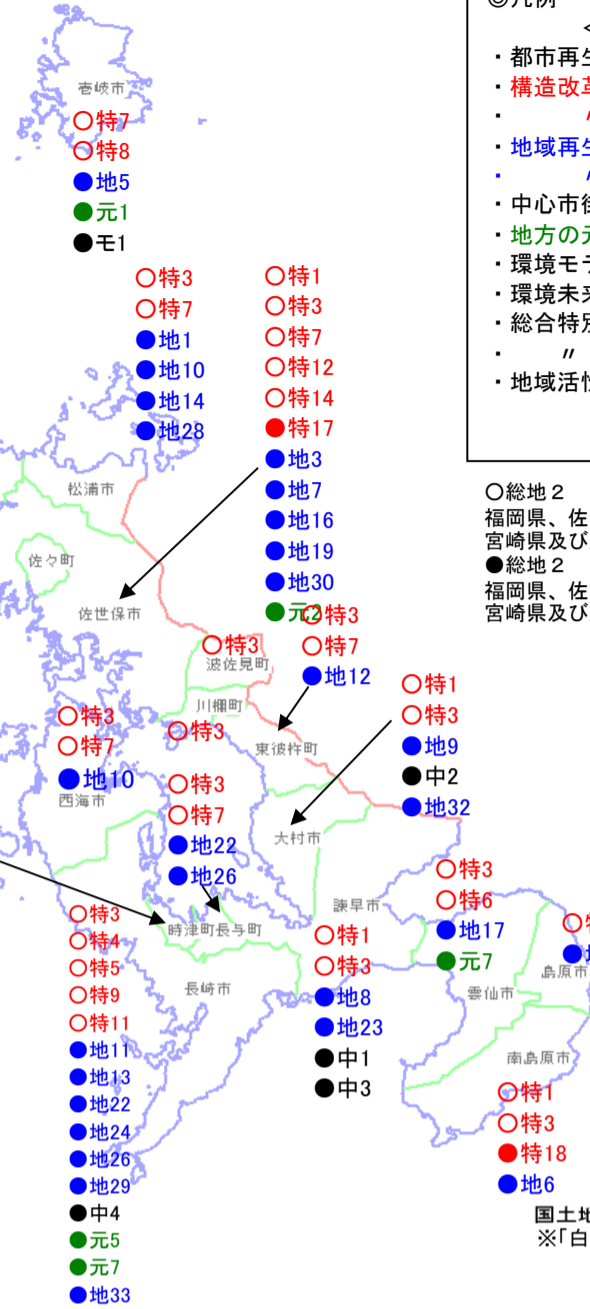 ◎凡例
・都市再生
・構造改革
・
・地域再生
・
・中心市街
・地方の元
・環境モデ
・環境未来
・総合特別
・ 〃
・地域活性
壱岐市
○特7
○特8
●地5
●元1
●モ1
○特3
○特7
●地1
●地10
●地14
●地28
○特1
○特3
○特7
○特12
○特14
●特17
●地3
●地7
●地16
●地19
●地30
●元2
松浦市
佐々町
佐世保市
○総地２
福岡県、佐
宮崎県及び
●総地２
福岡県、佐
宮崎県及び
○特3
○特7
●地12
○特3
波佐見町
川棚町
○特3
東彼杵町
○特1
○特3
●地9
●中2
●地32
○特3
○特7
●地10
西海市
○特3
○特7
●地22
●地26
大村市
時津町
長与町
諫早市
○特3
○特6
●地17
●元7
島原市
雲仙市
南島原市
○特1
○特3
●地8
●地23
●中1
●中3
長崎市
○特3
○特4
○特5
○特9
○特11
●地11
●地13
●地22
●地24
●地26
●地29
●中4
●元5
●元7
●地33
○特1
○特3
●特18
●地6
国土地
※「白